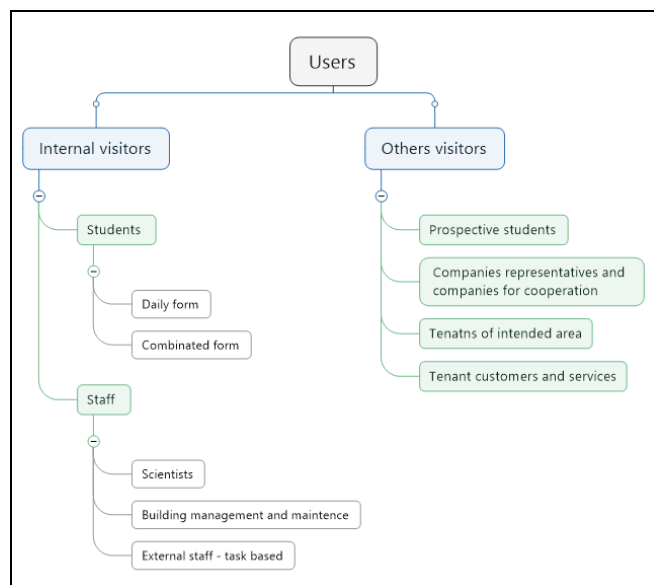 Users
Internal visitors
Students
Daily form
Combinated form
Staff
Scientists
Building management and maintence
External staff - task based
Others visitors
Prospective students
Companies representatives and
companies for cooperation
Tenatns of intended area
Tenant customers and services